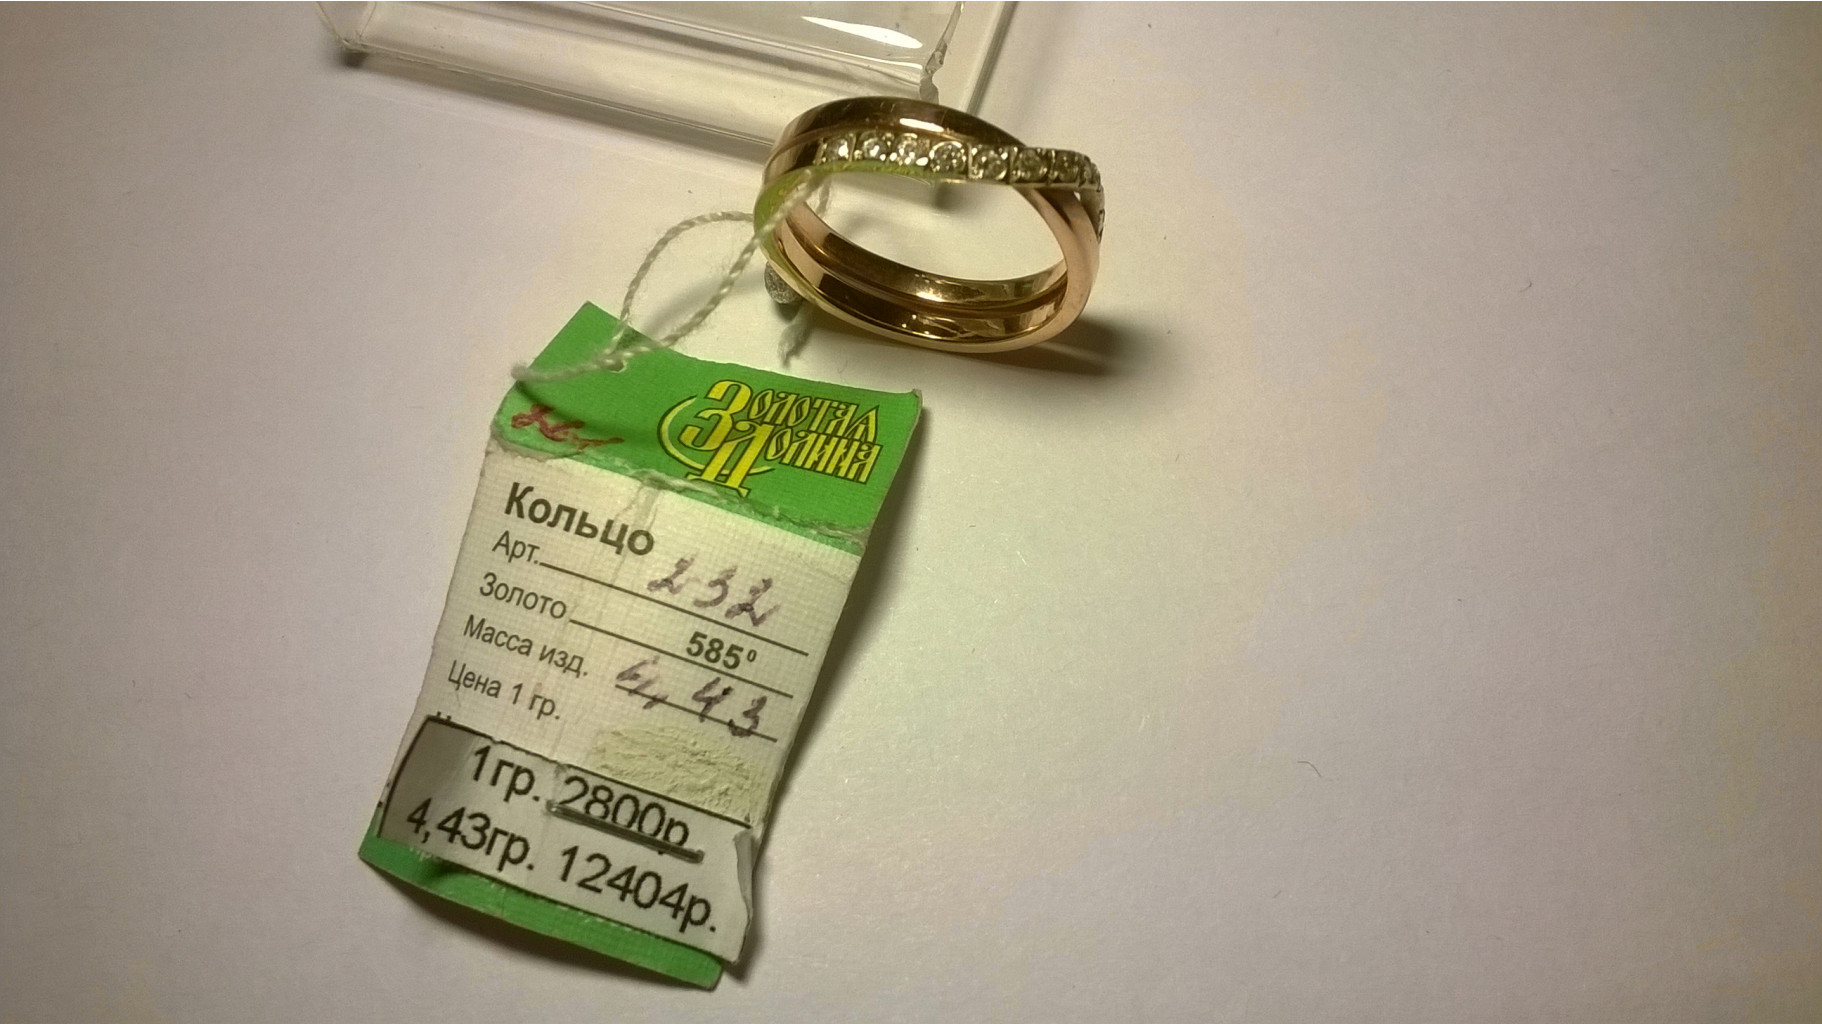 Золотая
Долина
Кольцо
Арт. 232
Золото 585°
Масса изд. 4,43
Цена 1 гр.
1гр. 2800р.
4,43гр. 12404р.